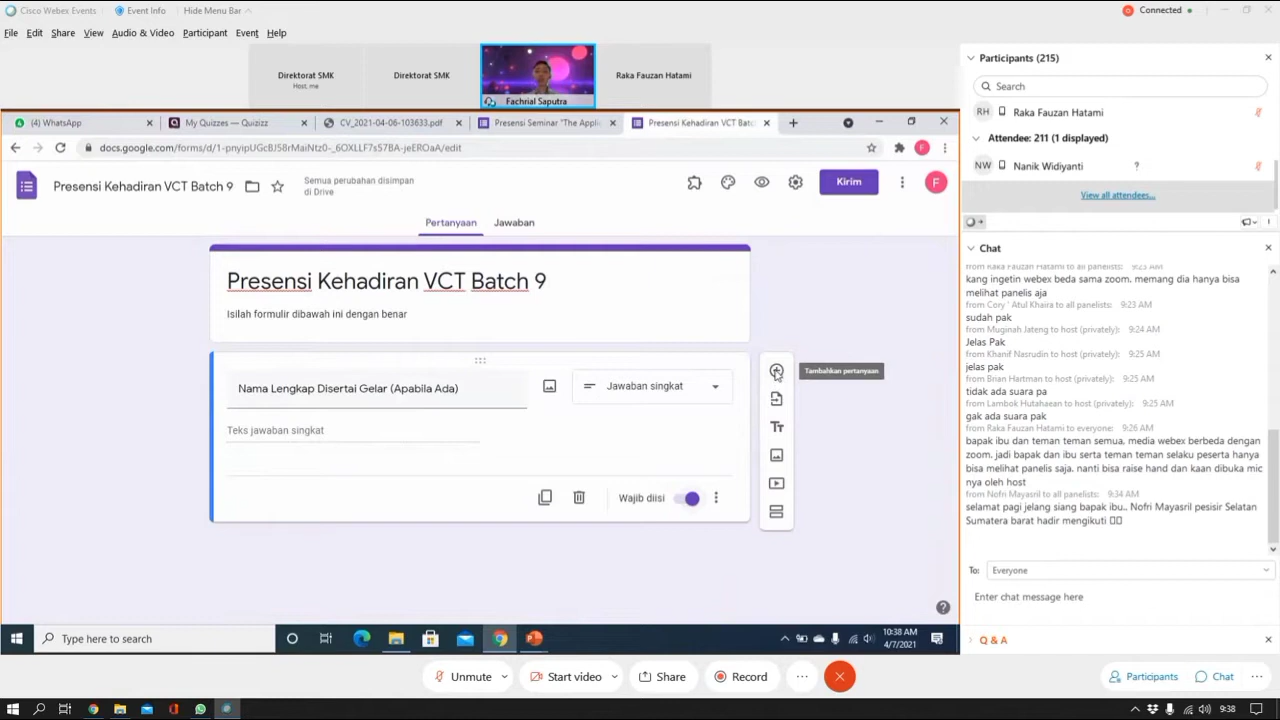 Cisco Webex Events
Event Info
Hide Menu Bar
Connected
File Edit Share View Audio & Video Participant Event Help
Direktorat SMK
Host, me
Direktorat SMK
Fachrial Saputra
Raka Fauzan Hatami
(4) WhatsApp
My Quizzes — Quizizz
CV_2021-04-06-103633.pdf
Presensi Seminar "The Applic
Presensi Kehadiran VCT Batc
Presensi Kehadiran VCT Batch 9
Semua perubahan disimpan
di Drive
Kirim
F
Pertanyaan Jawaban
Presensi Kehadiran VCT Batch 9
Isilah formulir dibawah ini dengan benar
Nama Lengkap Disertai Gelar (Apabila Ada)
Jawaban singkat
Teks jawaban singkat
Wajib diisi
Tambahkan pertanyaan
Tt
Type here to search
10:38 AM
4/7/2021
Participants (215)
Search
RH Raka Fauzan Hatami
Attendee: 211 (1 displayed)
NW Nanik Widiyanti ?
View all attendees...
Chat
from Raka Fauzan Hatami to all panelists: 9:23 AM
kang ingetin webex beda sama zoom. memang dia hanya bisa
melihat panelis aja
from Cory ' Atul Khaira to all panelists: 9:23 AM
sudah pak
from Muginah Jateng to host (privately): 9:24 AM
Jelas Pak
from Khanif Nasrudin to host (privately): 9:25 AM
jelas pak
from Brian Hartman to host (privately): 9:25 AM
tidak ada suara pa
from Lambok Hutahaean to host (privately): 9:25 AM
gak ada suara pak
from Raka Fauzan Hatami to everyone: 9:26 AM
bapak ibu dan teman teman semua. media webex berbeda dengan
zoom. jadi bapak dan ibu serta teman teman selaku peserta hanya
bisa melihat panelis saja. nanti bisa raise hand dan kaan dibuka mic
nya oleh host
from Nofri Mayasril to all panelists: 9:34 AM
selamat pagi jelang siang bapak ibu.. Nofri Mayasril pesisir Selatan
Sumatera barat hadir mengikuti
To: Everyone
Enter chat message here
Q & A
Unmute
Start video
Share
Record
Participants
Chat
9:38